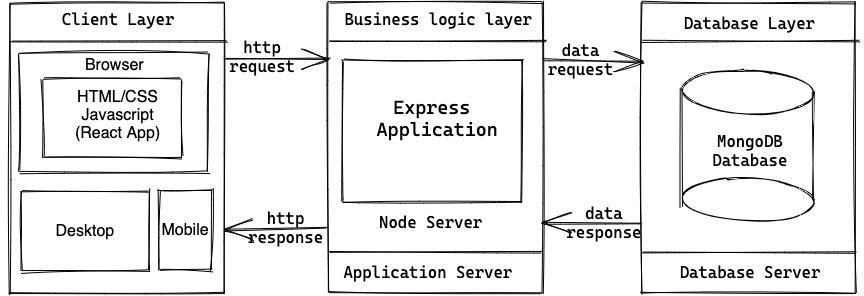 Client Layer
Browser
HTML/CSS
Javascript
(React App)
Desktop
Mobile
http
request
http
response
Business logic layer
Express
Application
Node Server
Application Server
data
request
data
response
Database Layer
MongoDB
Database
Database Server